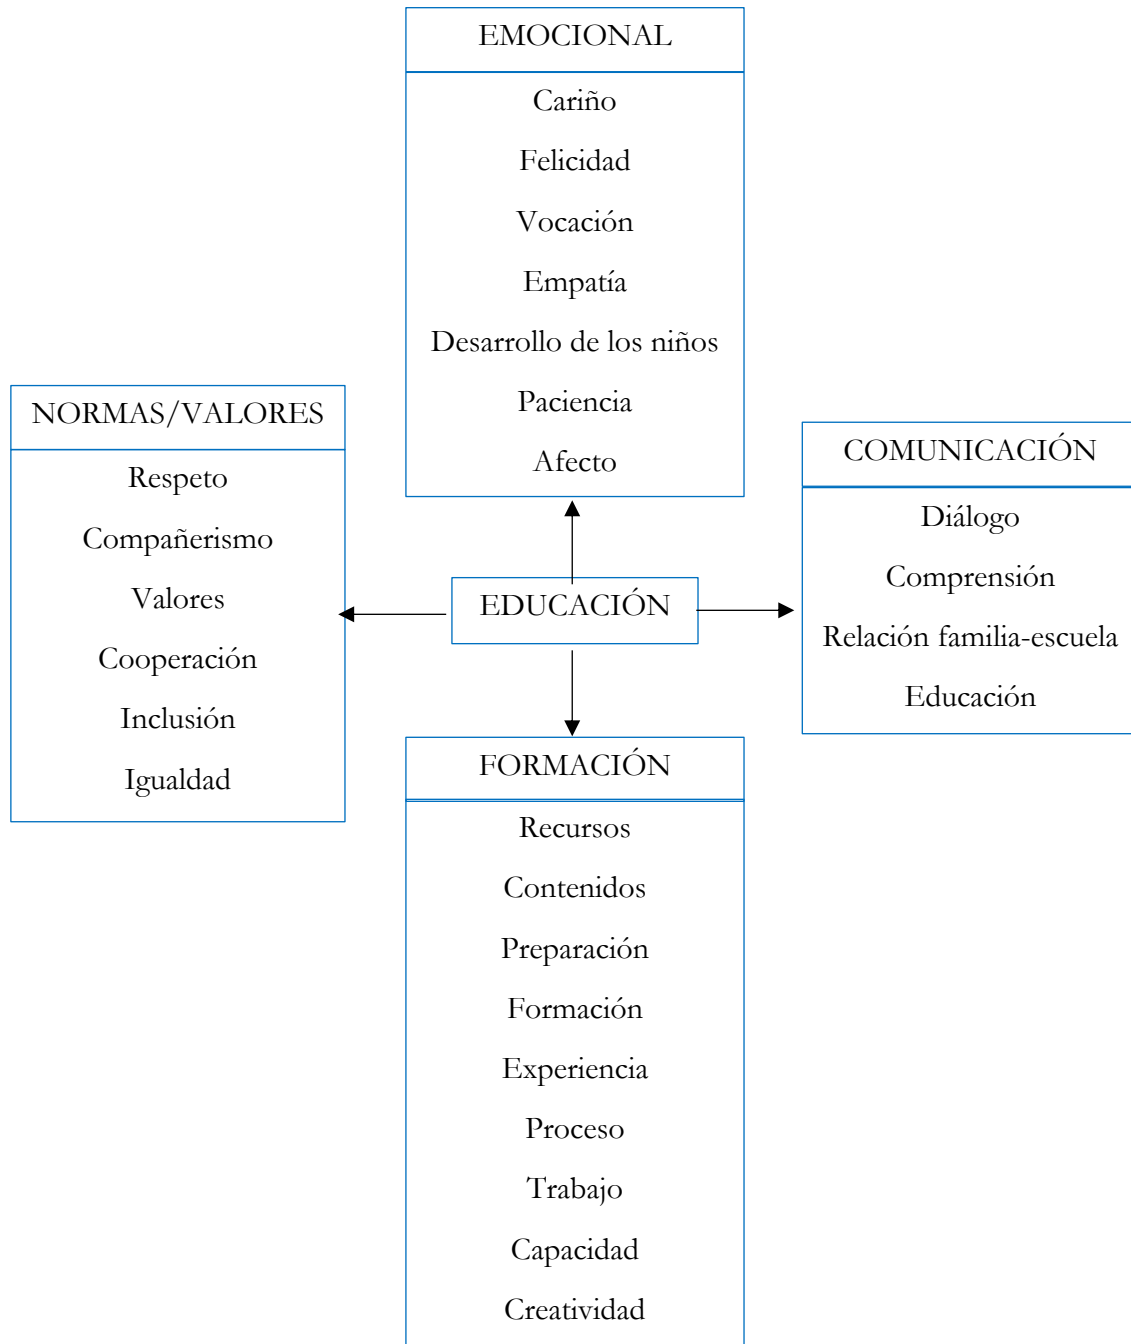 EMOCIONAL
Cariño
Felicidad
Vocación
Empatía
Desarrollo de los niños
Paciencia
Afecto
NORMAS/VALORES
Respeto
Compañerismo
Valores
Cooperación
Inclusión
Igualdad
EDUCACIÓN
COMUNICACIÓN
Diálogo
Comprensión
Relación familia-escuela
Educación
FORMACIÓN
Recursos
Contenidos
Preparación
Formación
Experiencia
Proceso
Trabajo
Capacidad
Creatividad